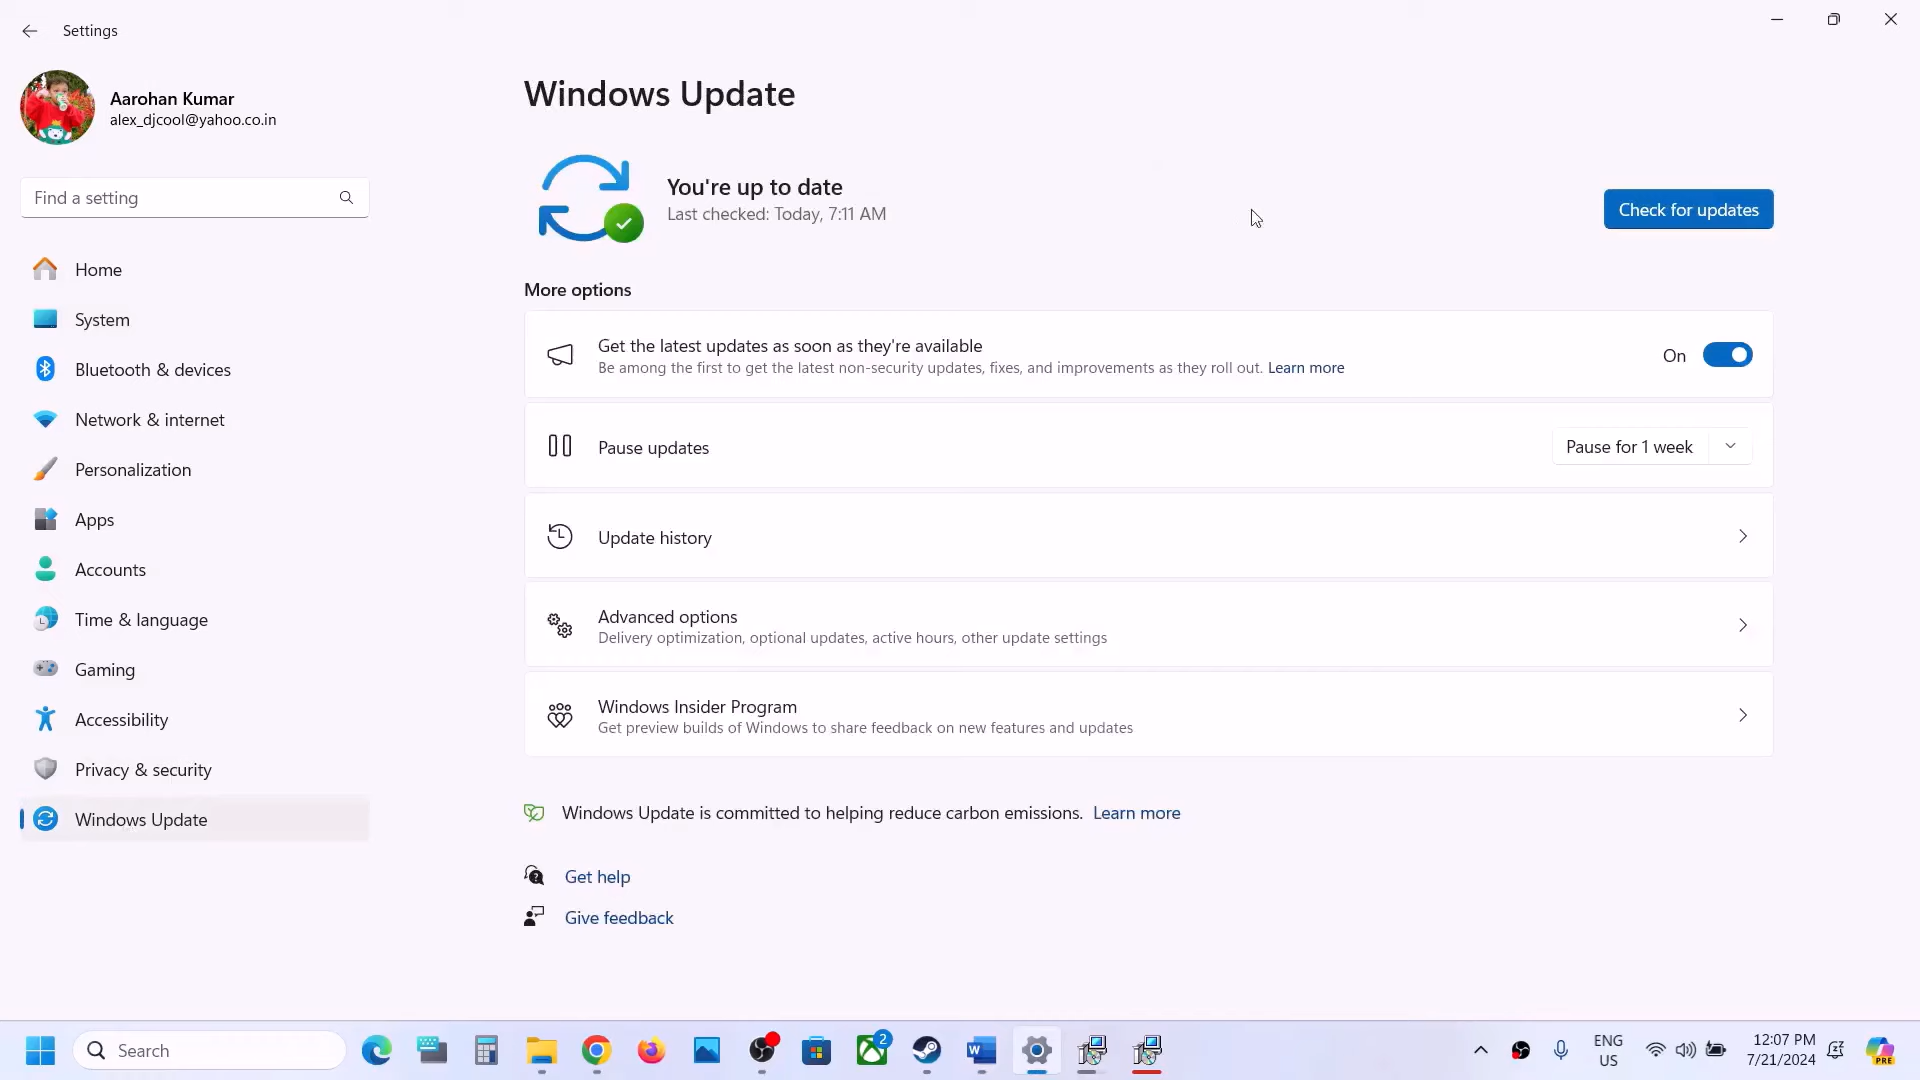 Settings
Aarohan Kumar
alex_djcool@yahoo.co.in
Find a setting
Home
System
Bluetooth & devices
Network & internet
Personalization
Apps
Accounts
Time & language
Gaming
Accessibility
Privacy & security
Windows Update
Windows Update
You're up to date
Last checked: Today, 7:11 AM
Check for updates
More options
Get the latest updates as soon as they're available
Be among the first to get the latest non-security updates, fixes, and improvements as they roll out. Learn more
On
Pause updates
Pause for 1 week
Update history
Advanced options
Delivery optimization, optional updates, active hours, other update settings
Windows Insider Program
Get preview builds of Windows to share feedback on new features and updates
Windows Update is committed to helping reduce carbon emissions. Learn more
Get help
Give feedback
Search
2
W
ENG
US
12:07 PM
7/21/2024
PRE